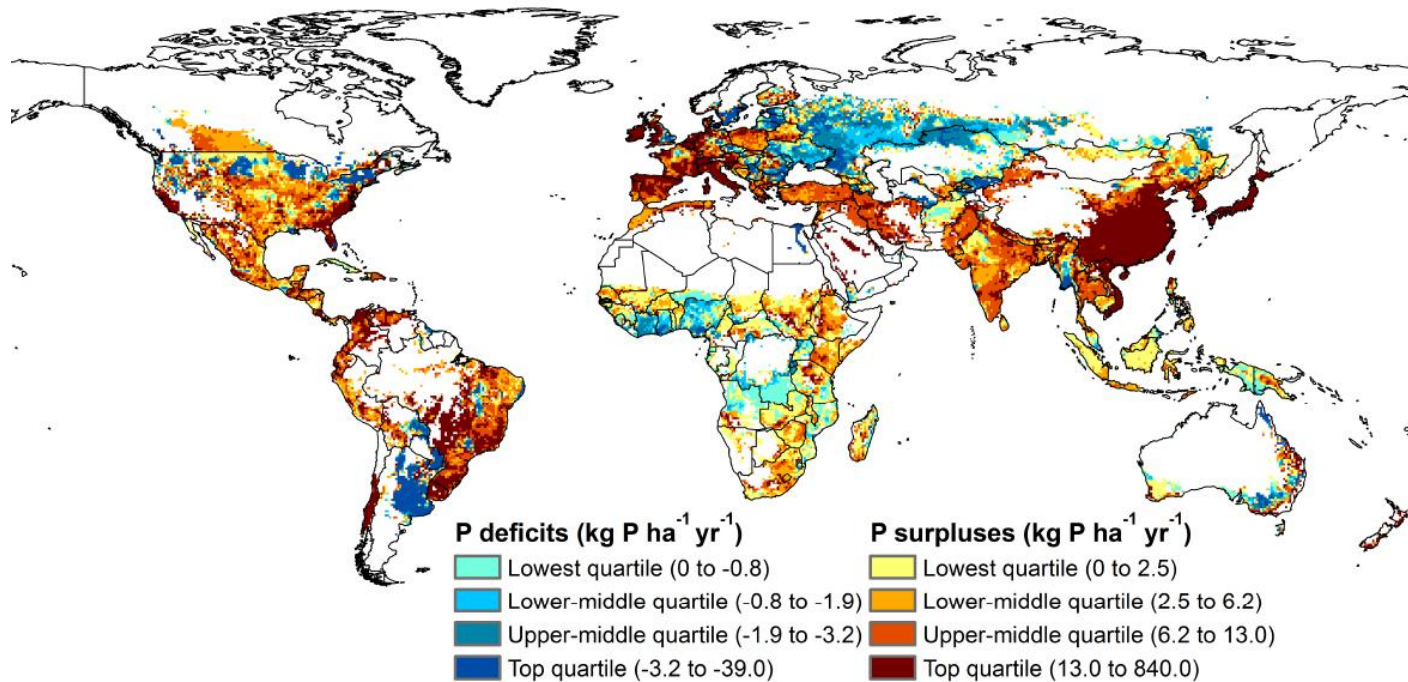 P deficits (kg P ha⁻¹ yr⁻¹)
Lowest quartile (0 to -0.8)
Lower-middle quartile (-0.8 to -1.9)
Upper-middle quartile (-1.9 to -3.2)
Top quartile (-3.2 to -39.0)
P surpluses (kg P ha⁻¹ yr⁻¹)
Lowest quartile (0 to 2.5)
Lower-middle quartile (2.5 to 6.2)
Upper-middle quartile (6.2 to 13.0)
Top quartile (13.0 to 840.0)